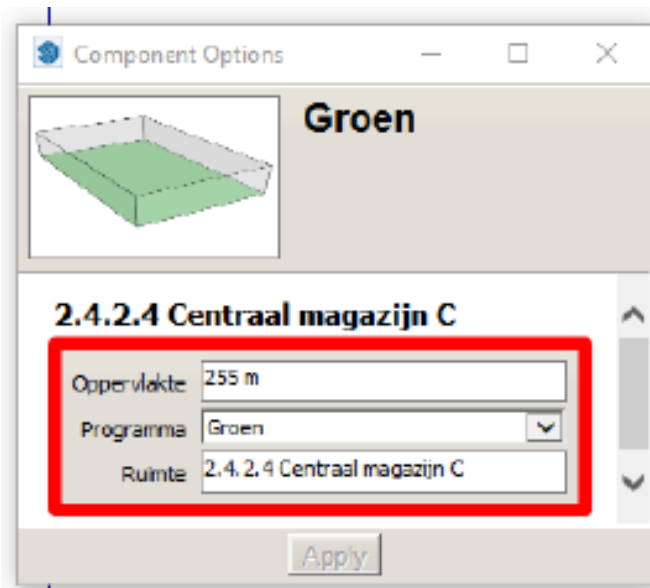 Component Options
Groen
2.4.2.4 Centraal magazijn C
Oppervlakte 255 m
Programma Groen
Ruimte 2.4.2.4 Centraal magazijn C
Apply